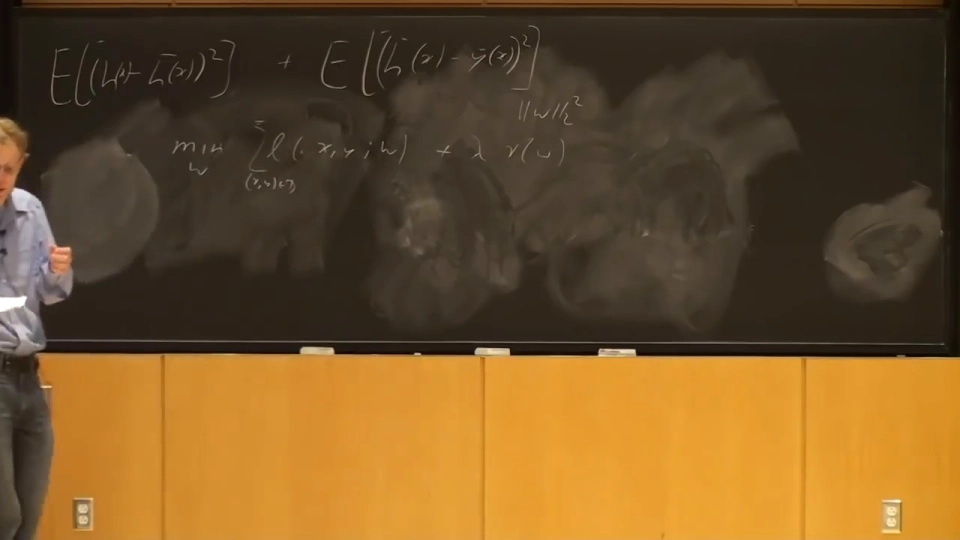 E[(h(x) - h̄(x))²] + E[(h̄(x) - ȳ(x))²]
||w||₂²
min Σ ℓ(x, y; w) + λ r(w)
w (x,y)∈D